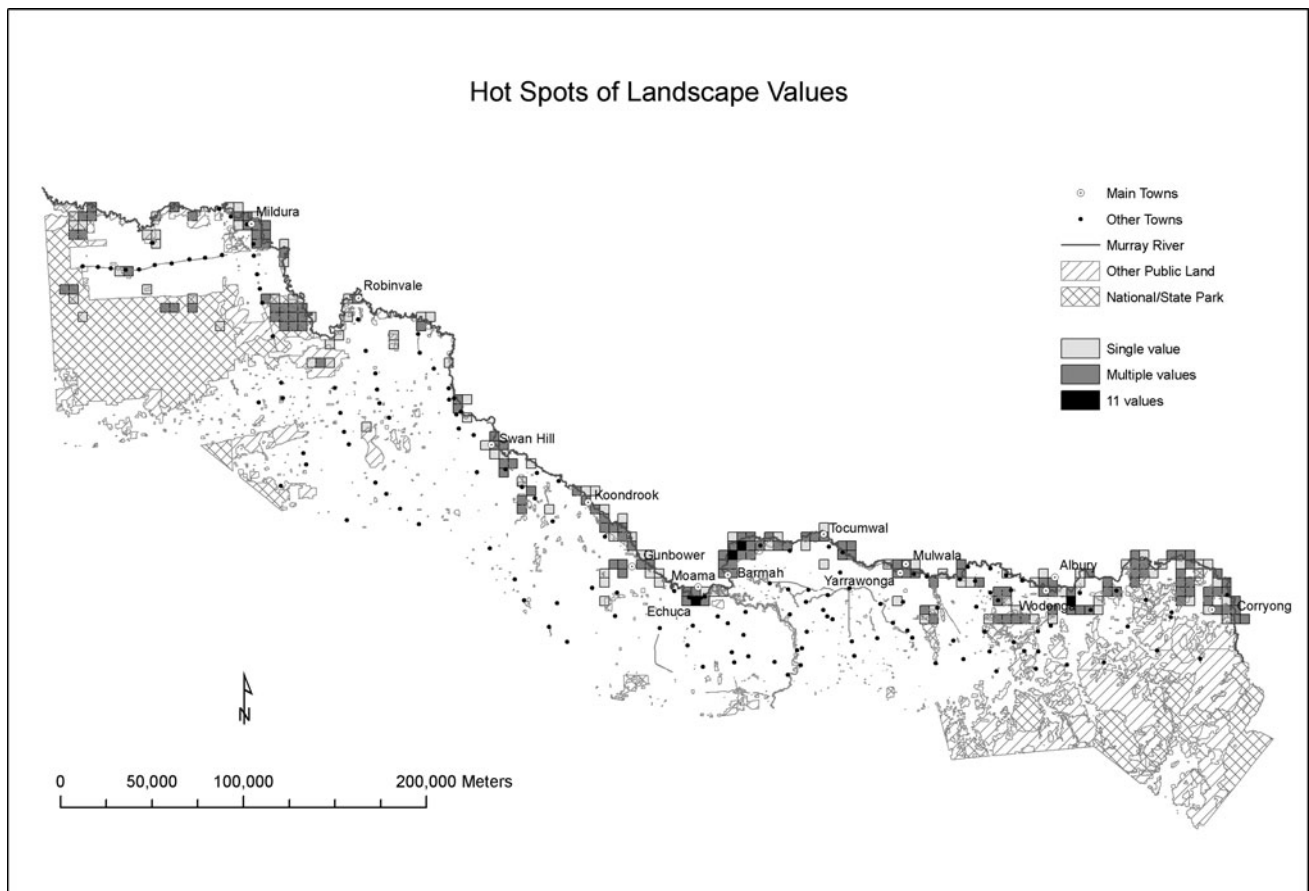 Hot Spots of Landscape Values
Main Towns
Other Towns
Murray River
Other Public Land
National/State Park
Single value
Multiple values
11 values
Mildura
Robinvale
Swan Hill
Koondrook
Gunbower
Moama
Echuca
Barmah
Tocumwal
Yarrawonga
Mulwala
Albury
Wodonga
Corryong
N
0 50,000 100,000 200,000 Meters